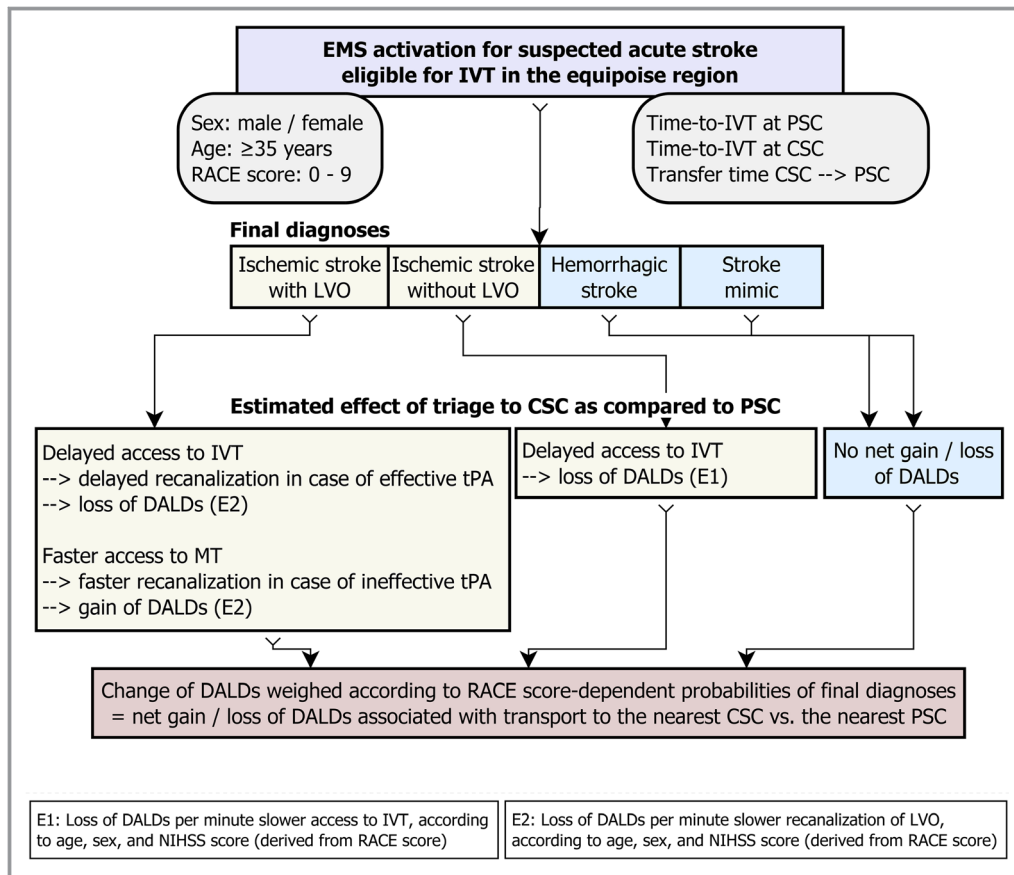 EMS activation for suspected acute stroke
eligible for IVT in the equipoise region
Sex: male / female
Age: ≥35 years
RACE score: 0 - 9
Time-to-IVT at PSC
Time-to-IVT at CSC
Transfer time CSC --> PSC
Final diagnoses
Ischemic stroke
with LVO
Ischemic stroke
without LVO
Hemorrhagic
stroke
Stroke
mimic
Estimated effect of triage to CSC as compared to PSC
Delayed access to IVT
--> delayed recanalization in case of effective tPA
--> loss of DALDs (E2)
Faster access to MT
--> faster recanalization in case of ineffective tPA
--> gain of DALDs (E2)
Delayed access to IVT
--> loss of DALDs (E1)
No net gain / loss
of DALDs
Change of DALDs weighed according to RACE score-dependent probabilities of final diagnoses
= net gain / loss of DALDs associated with transport to the nearest CSC vs. the nearest PSC
E1: Loss of DALDs per minute slower access to IVT, according
to age, sex, and NIHSS score (derived from RACE score)
E2: Loss of DALDs per minute slower recanalization of LVO,
according to age, sex, and NIHSS score (derived from RACE score)